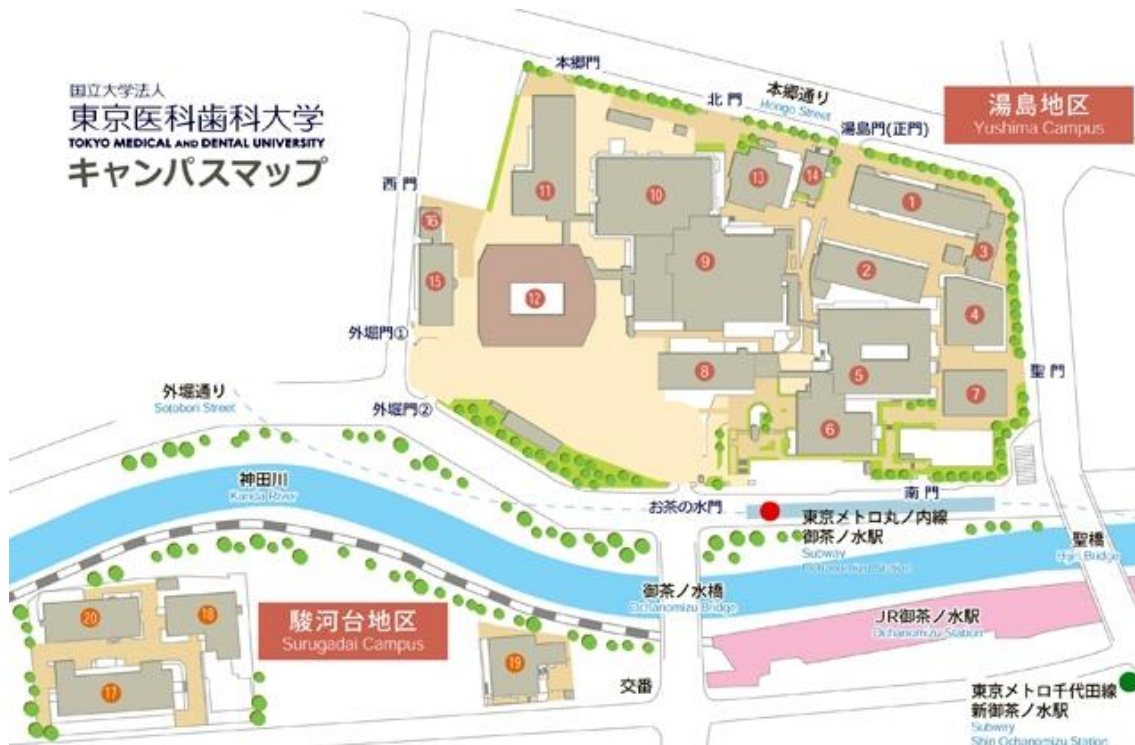 国立大学法人
東京医科歯科大学
TOKYO MEDICAL AND DENTAL UNIVERSITY
キャンパスマップ
本郷門
北門
本郷通り
Hongo Street
湯島門(正門)
湯島地区
Yushima Campus
西門
16
15
11
10
13
14
1
3
9
2
12
4
外堀門①
8
5
7
聖門
外堀通り
Sotobori Street
外堀門②
6
神田川
Kanda River
お茶の水門
南門
東京メトロ丸ノ内線
御茶ノ水駅
Subway
Ochanomizu Station
聖橋
Hijiri Bridge
御茶ノ水橋
Ochanomizu Bridge
JR御茶ノ水駅
Ochanomizu Station
20
18
駿河台地区
Surugadai Campus
19
17
交番
東京メトロ千代田線
新御茶ノ水駅
Subway
Shin Ochanomizu Station